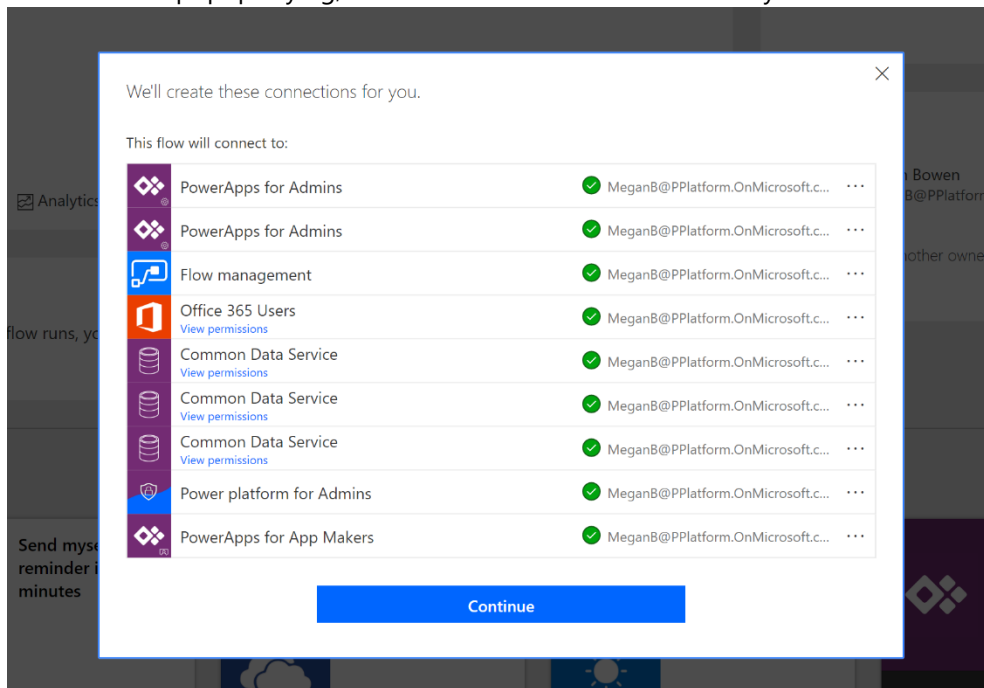 We'll create these connections for you.
This flow will connect to:
PowerApps for Admins MeganB@PPlatform.OnMicrosoft.c... ...
PowerApps for Admins MeganB@PPlatform.OnMicrosoft.c... ...
Flow management MeganB@PPlatform.OnMicrosoft.c... ...
Office 365 Users MeganB@PPlatform.OnMicrosoft.c... ...
View permissions
Common Data Service MeganB@PPlatform.OnMicrosoft.c... ...
View permissions
Common Data Service MeganB@PPlatform.OnMicrosoft.c... ...
View permissions
Common Data Service MeganB@PPlatform.OnMicrosoft.c... ...
View permissions
Power platform for Admins MeganB@PPlatform.OnMicrosoft.c... ...
PowerApps for App Makers MeganB@PPlatform.OnMicrosoft.c... ...
Continue
Analytics
flow runs, yo
Send myse
reminder i
minutes
Bowen
B@PPlatform
nother owne